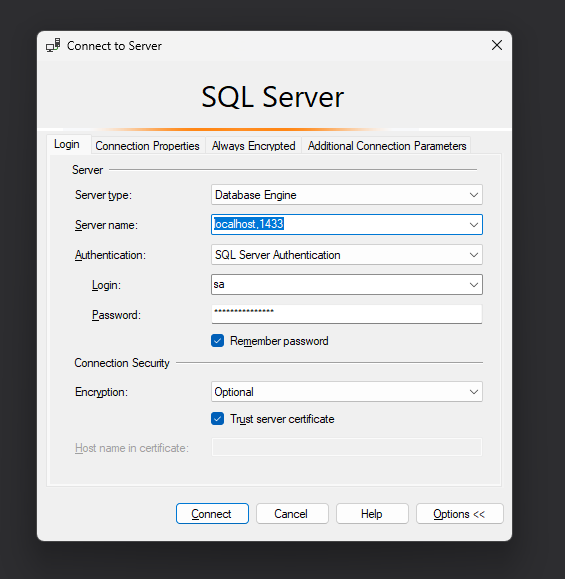 Connect to Server
SQL Server
Login Connection Properties Always Encrypted Additional Connection Parameters
Server
Server type: Database Engine
Server name: localhost,1433
Authentication: SQL Server Authentication
Login: sa
Password: ***************
Remember password
Connection Security
Encryption: Optional
Trust server certificate
Host name in certificate:
Connect Cancel Help Options <<